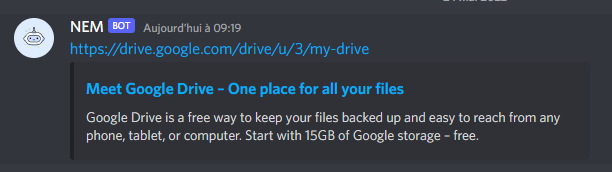 NEM BOT Aujourd'hui à 09:19
https://drive.google.com/drive/u/3/my-drive
Meet Google Drive – One place for all your files
Google Drive is a free way to keep your files backed up and easy to reach from any
phone, tablet, or computer. Start with 15GB of Google storage – free.